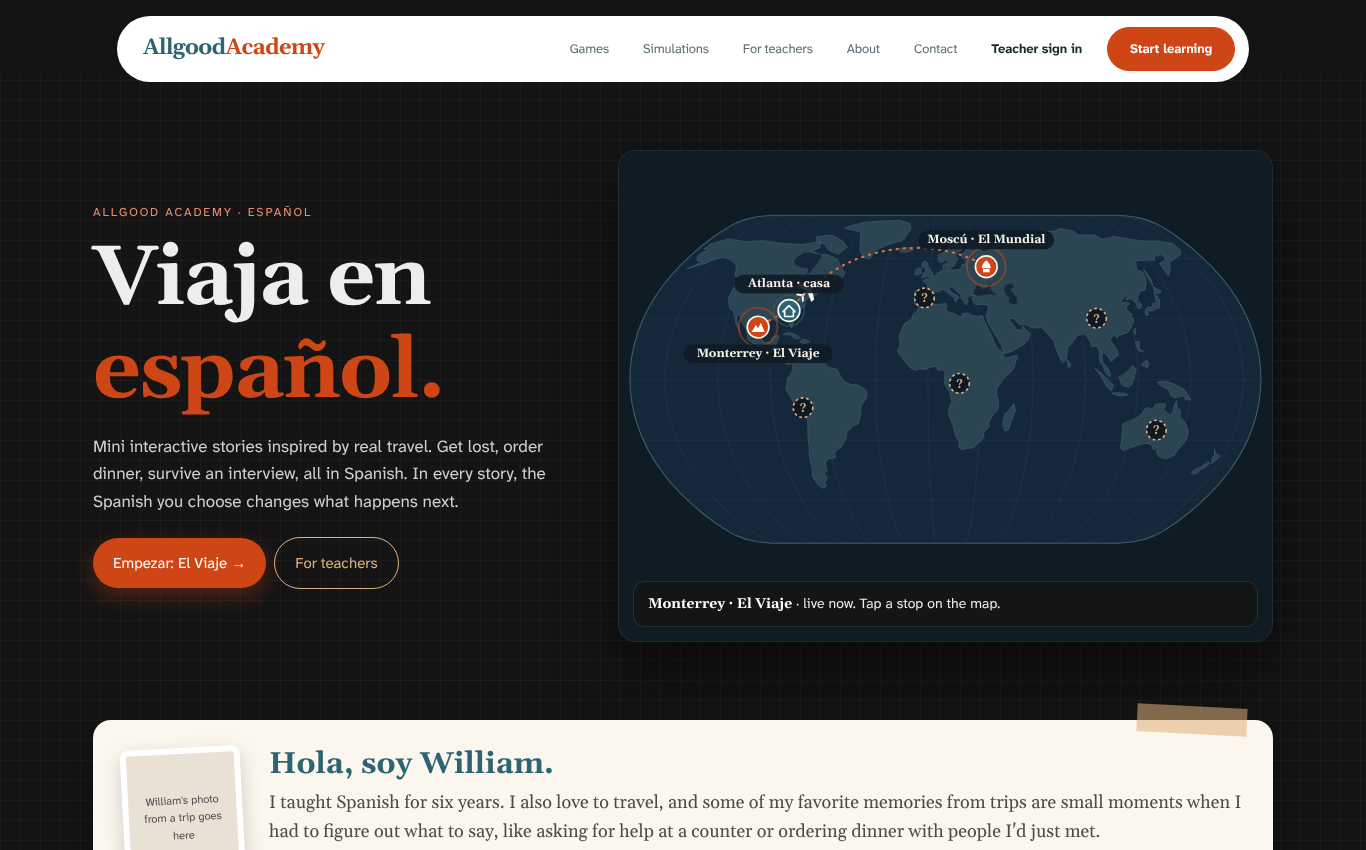 AllgoodAcademy
Games
Simulations
For teachers
About
Contact
Teacher sign in
Start learning
ALLGOOD ACADEMY · ESPAÑOL
Viaja en
español.
Mini interactive stories inspired by real travel. Get lost, order
dinner, survive an interview, all in Spanish. In every story, the
Spanish you choose changes what happens next.
Empezar: El Viaje →
For teachers
Moscú · El Mundial
Atlanta · casa
Monterrey · El Viaje
?
?
?
?
?
Monterrey · El Viaje · live now. Tap a stop on the map.
William's photo
from a trip goes
here
Hola, soy William.
I taught Spanish for six years. I also love to travel, and some of my favorite memories from trips are small moments when I
had to figure out what to say, like asking for help at a counter or ordering dinner with people I'd just met.